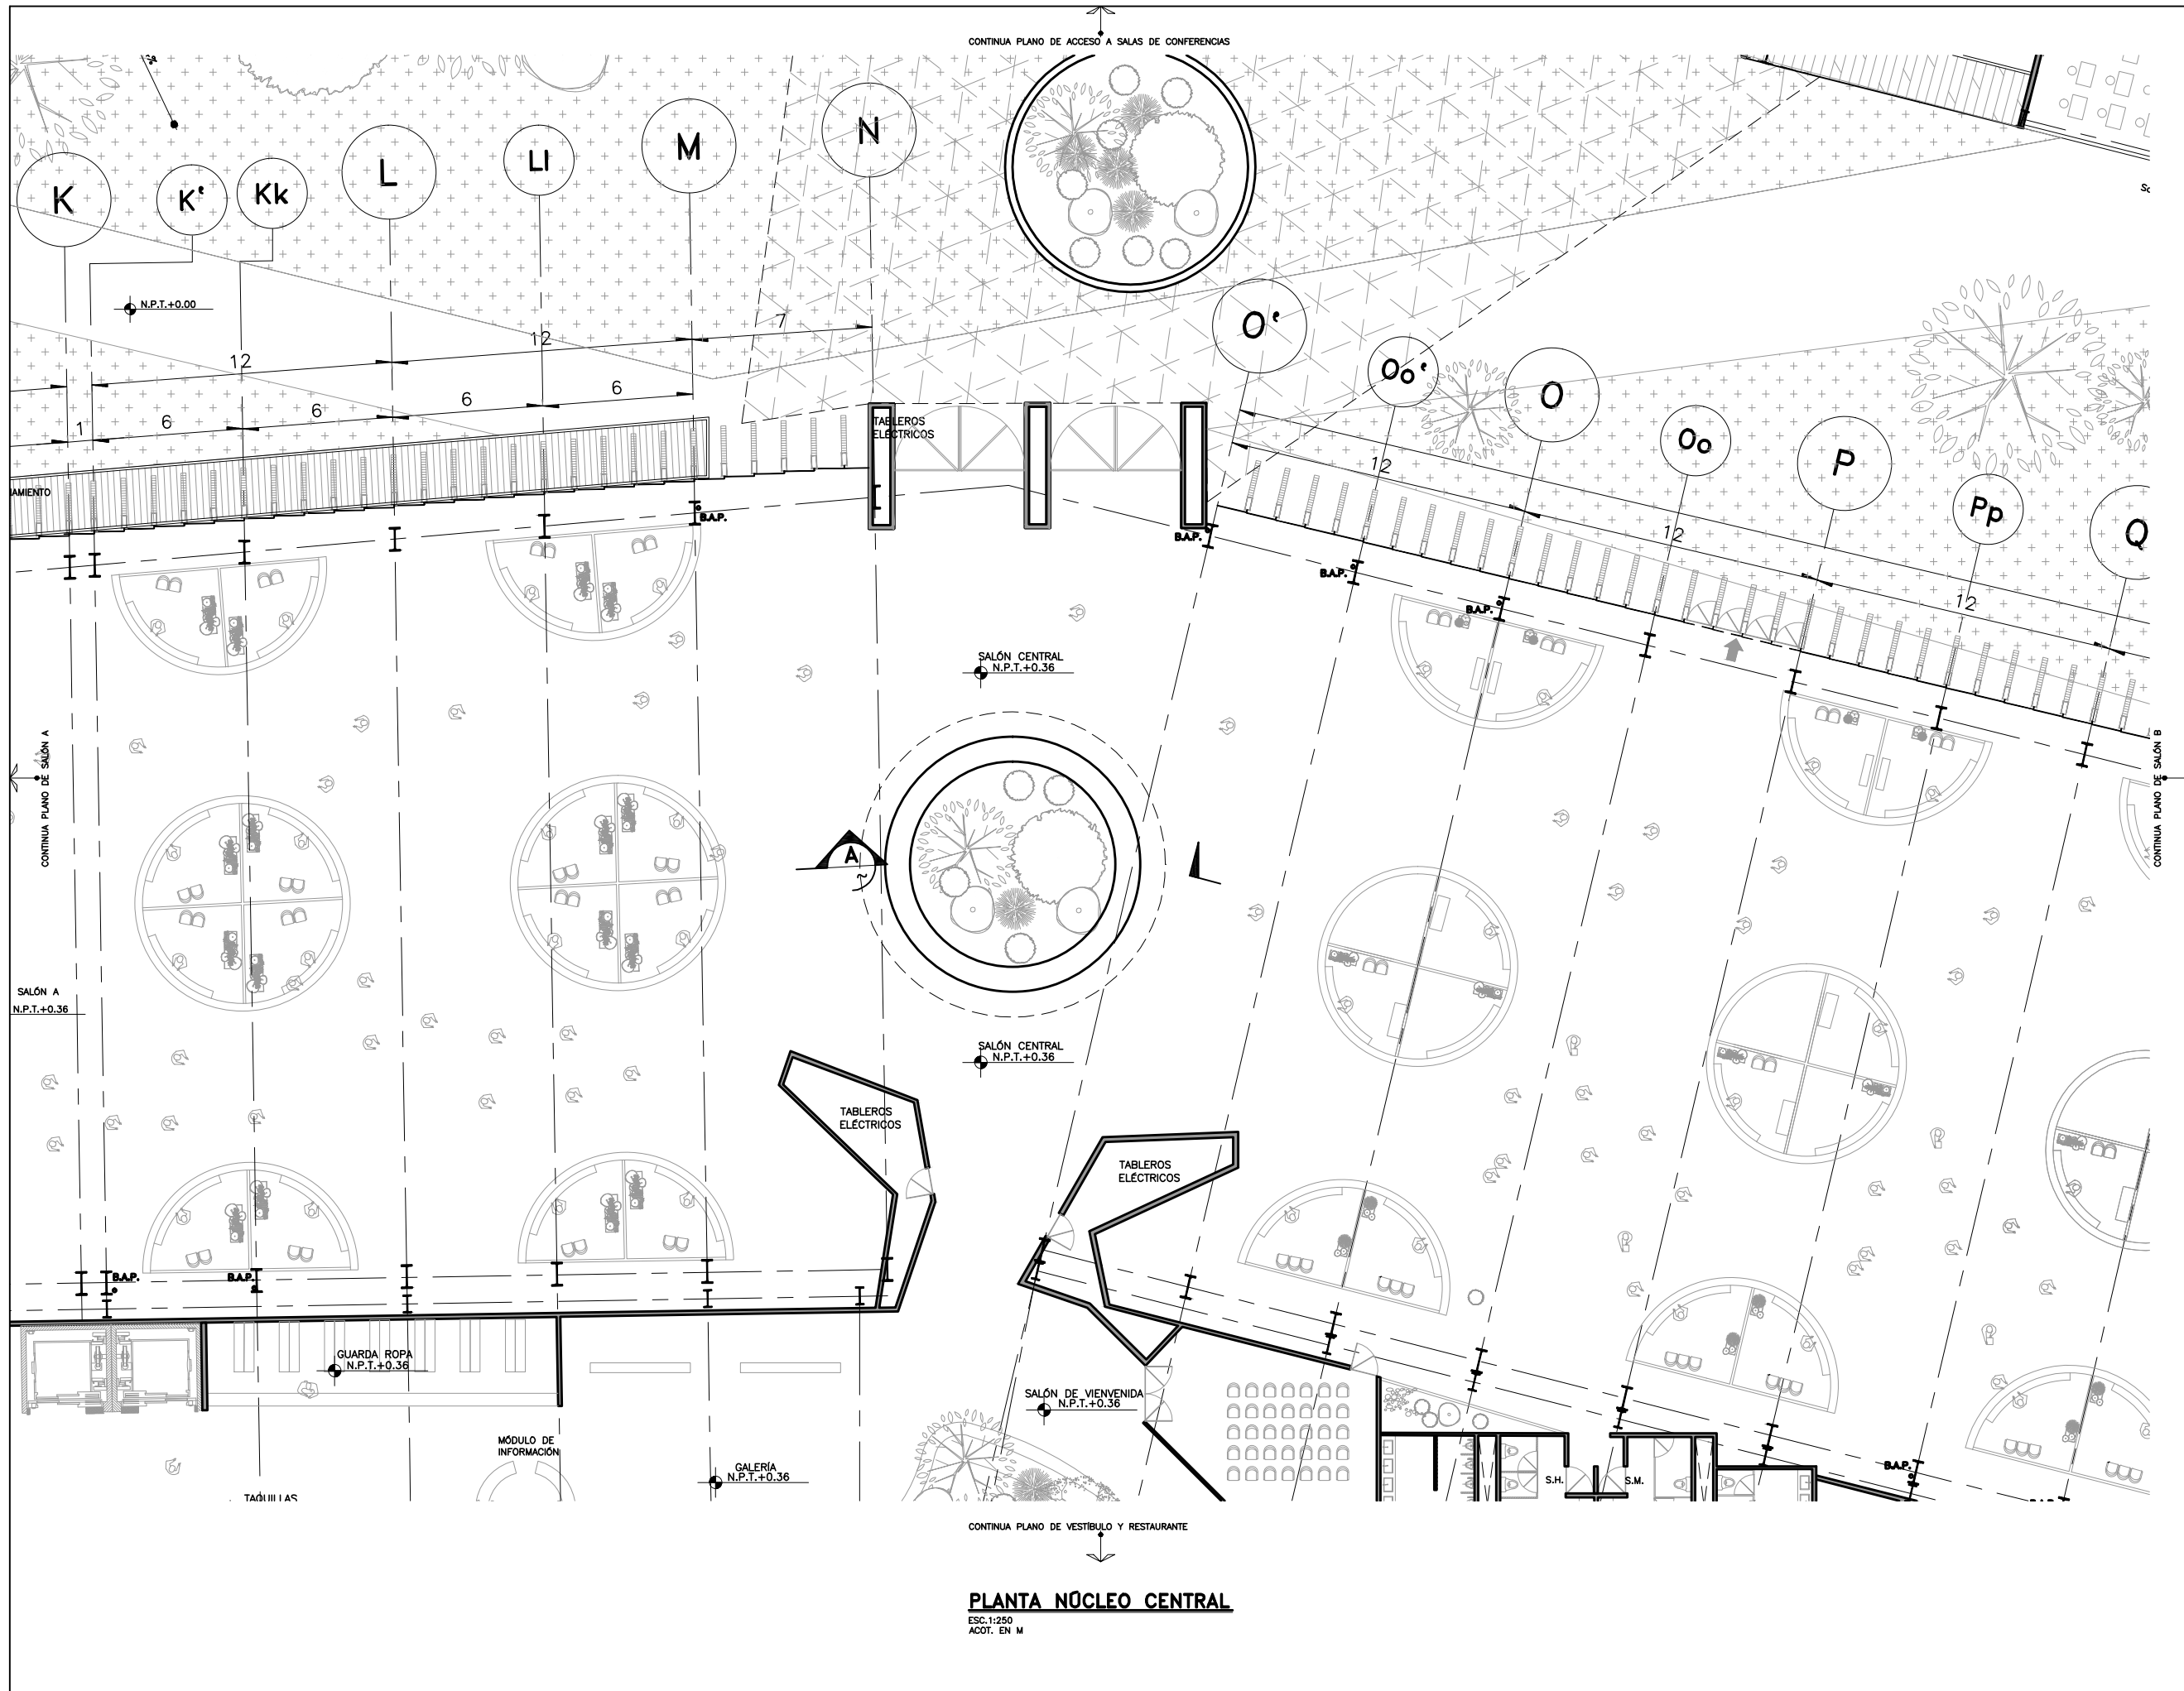 CONTINUA PLANO DE ACCESO A SALAS DE CONFERENCIAS
K
K'
Kk
L
Ll
M
N
O'
Oo'
O
Oo
P
Pp
Q
N.P.T.+0.00
12
12
7
1
6
6
6
6
12
12
12
TABLEROS
ELÉCTRICOS
AMIENTO
B.A.P.
B.A.P.
B.A.P.
B.A.P.
SALÓN CENTRAL
N.P.T.+0.36
CONTINUA PLANO DE SALÓN A
CONTINUA PLANO DE SALÓN B
A
SALÓN A
N.P.T.+0.36
SALÓN CENTRAL
N.P.T.+0.36
TABLEROS
ELÉCTRICOS
TABLEROS
ELÉCTRICOS
B.A.P.
B.A.P.
GUARDA ROPA
N.P.T.+0.36
SALÓN DE VIENVENIDA
N.P.T.+0.36
MÓDULO DE
INFORMACIÓN
GALERÍA
N.P.T.+0.36
S.H.
S.M.
B.A.P.
B.A.P.
TAQUILLAS
CONTINUA PLANO DE VESTÍBULO Y RESTAURANTE
PLANTA NÚCLEO CENTRAL
ESC.1:250
ACOT. EN M